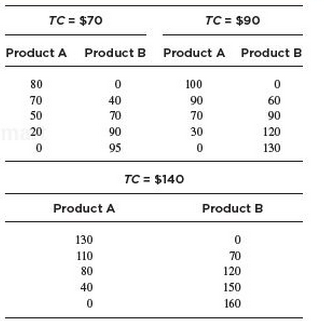 TC = $70 TC = $90
Product A Product B Product A Product B
80 0 100 0
70 40 90 60
50 70 70 90
20 90 30 120
0 95 0 130
TC = $140
Product A Product B
130 0
110 70
80 120
40 150
0 160